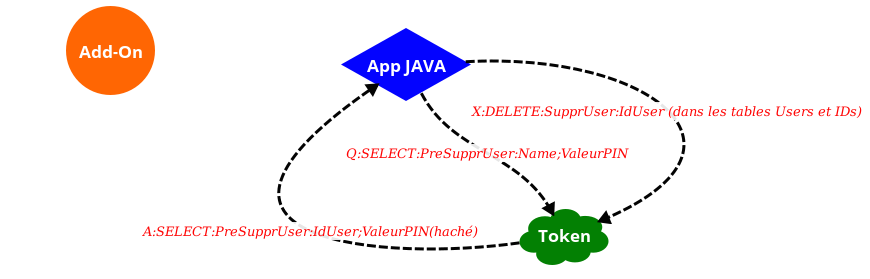 Add-On
App JAVA
X:DELETE:SupprUser:IdUser (dans les tables Users et IDs)
Q:SELECT:PreSupprUser:Name;ValeurPIN
A:SELECT:PreSupprUser:IdUser;ValeurPIN(haché)
Token